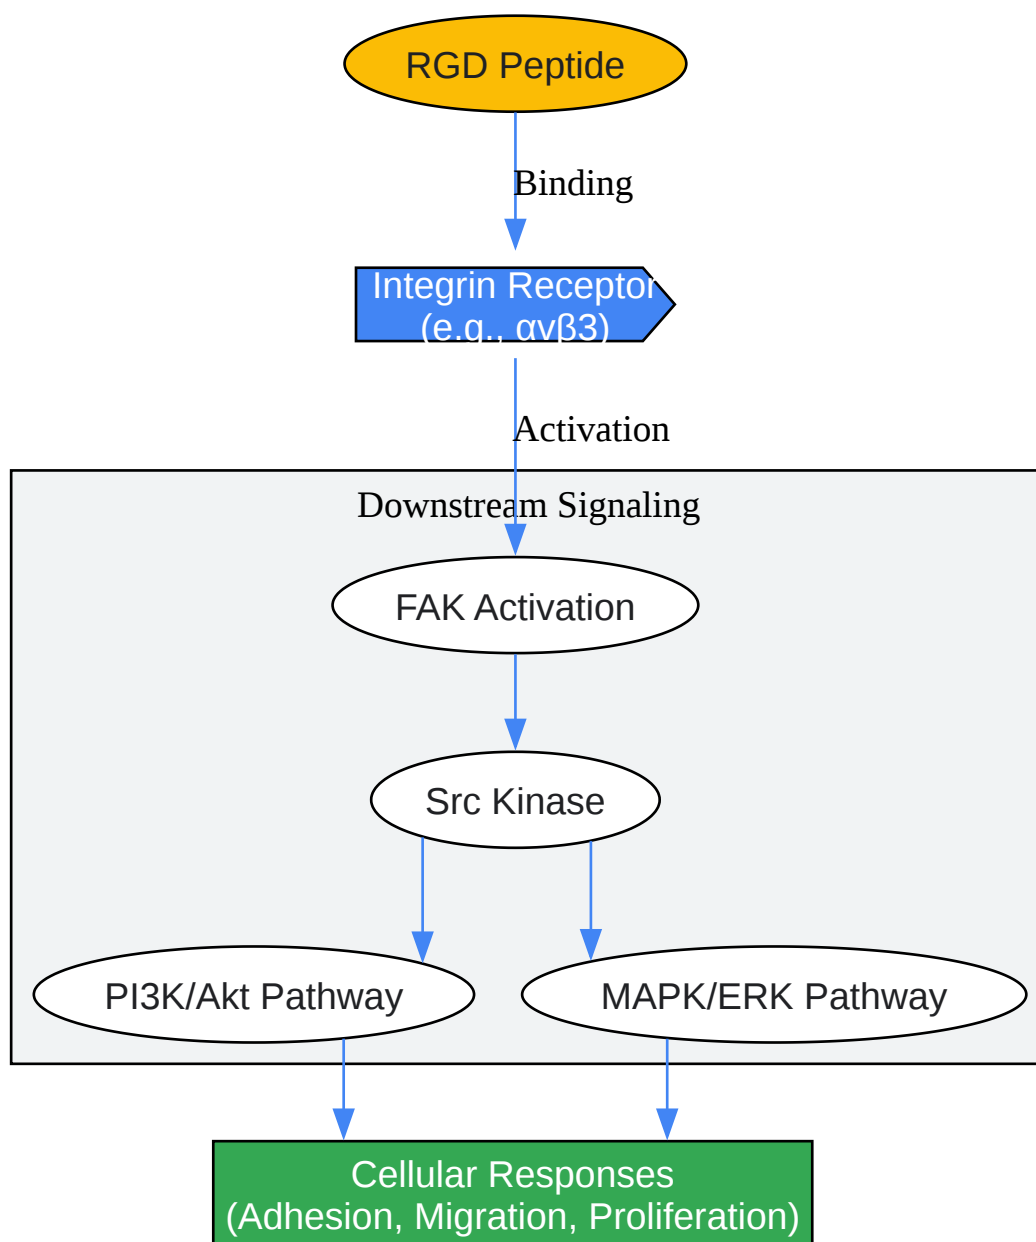 RGD Peptide
Binding
Integrin Receptor
(e.g., αvβ3)
Activation
Downstream Signaling
FAK Activation
Src Kinase
PI3K/Akt Pathway
MAPK/ERK Pathway
Cellular Responses
(Adhesion, Migration, Proliferation)